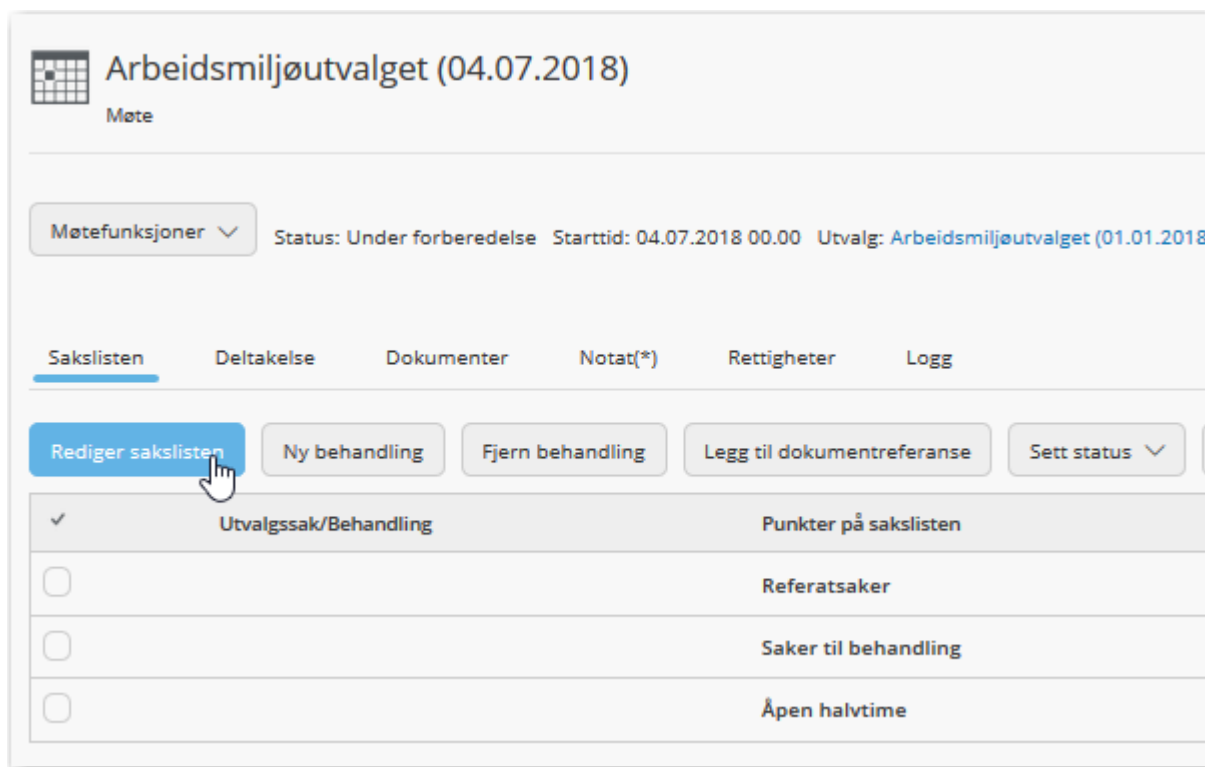 Arbeidsmiljøutvalget (04.07.2018)
Møte
Møtefunksjoner Status: Under forberedelse Starttid: 04.07.2018 00.00 Utvalg: Arbeidsmiljøutvalget (01.01.2018
Sakslisten Deltakelse Dokumenter Notat(*) Rettigheter Logg
Rediger sakslisten Ny behandling Fjern behandling Legg til dokumentreferanse Sett status
Utvalgssak/Behandling Punkter på sakslisten
Referatsaker
Saker til behandling
Åpen halvtime